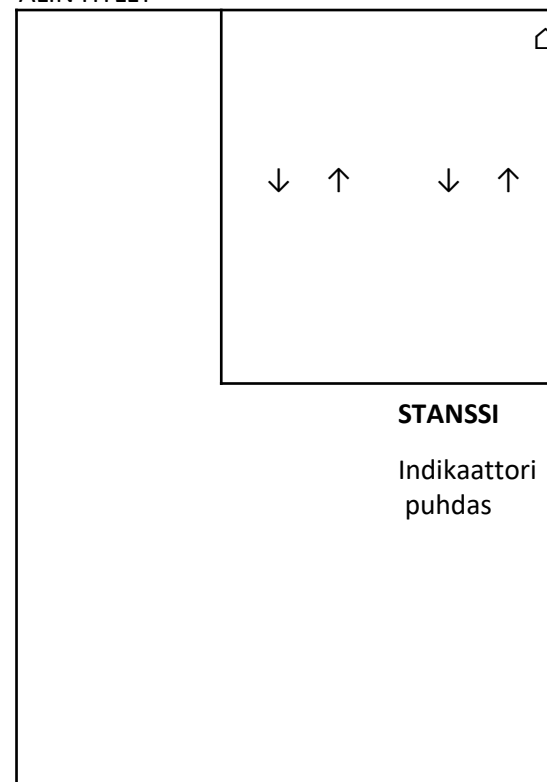 ↓ ↑ ↓ ↑
STANSSI
Indikaattori
puhdas